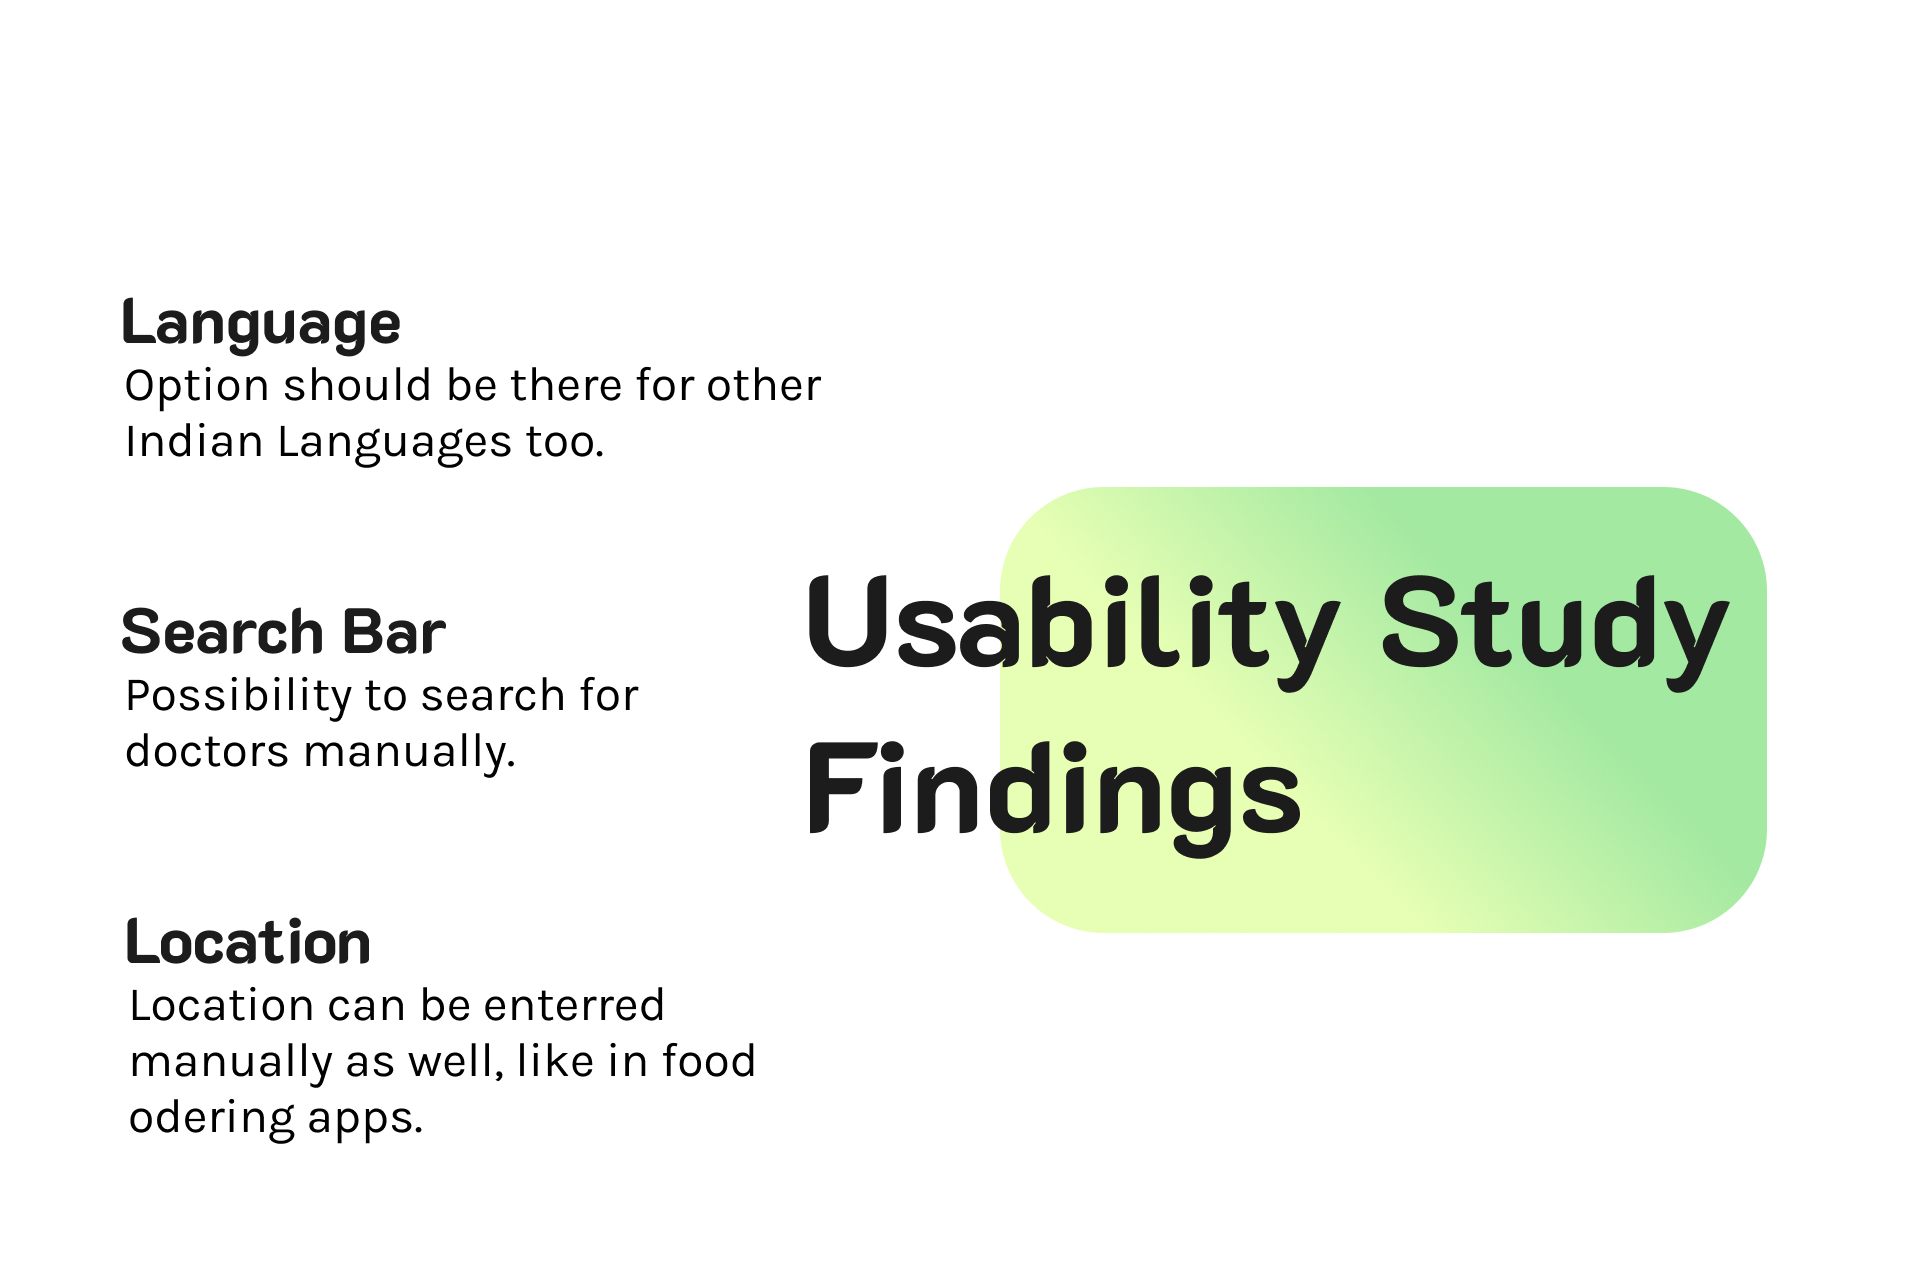 Language
Option should be there for other
Indian Languages too.
Search Bar
Possibility to search for
doctors manually.
Location
Location can be enterred
manually as well, like in food
odering apps.
Usability Study
Findings